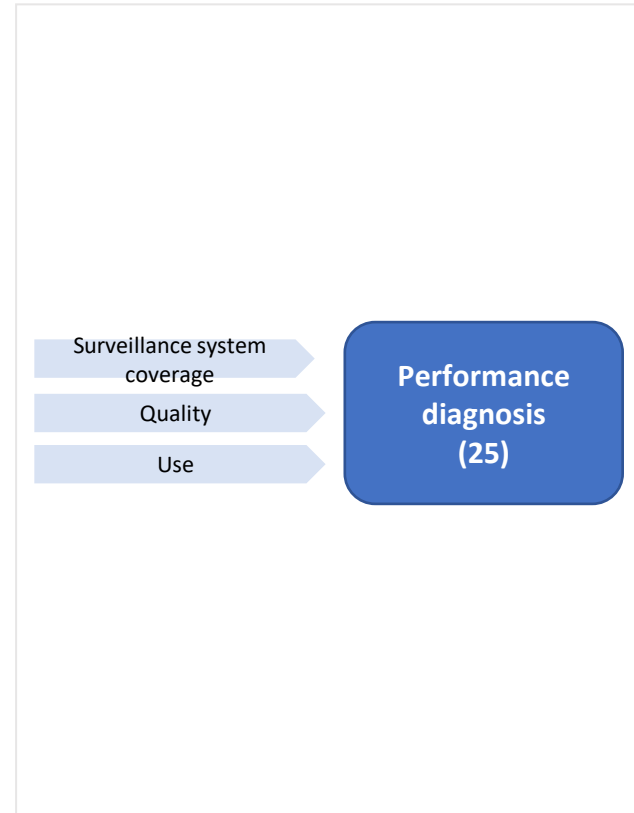 Surveillance system
coverage
Quality
Use
Performance
diagnosis
(25)